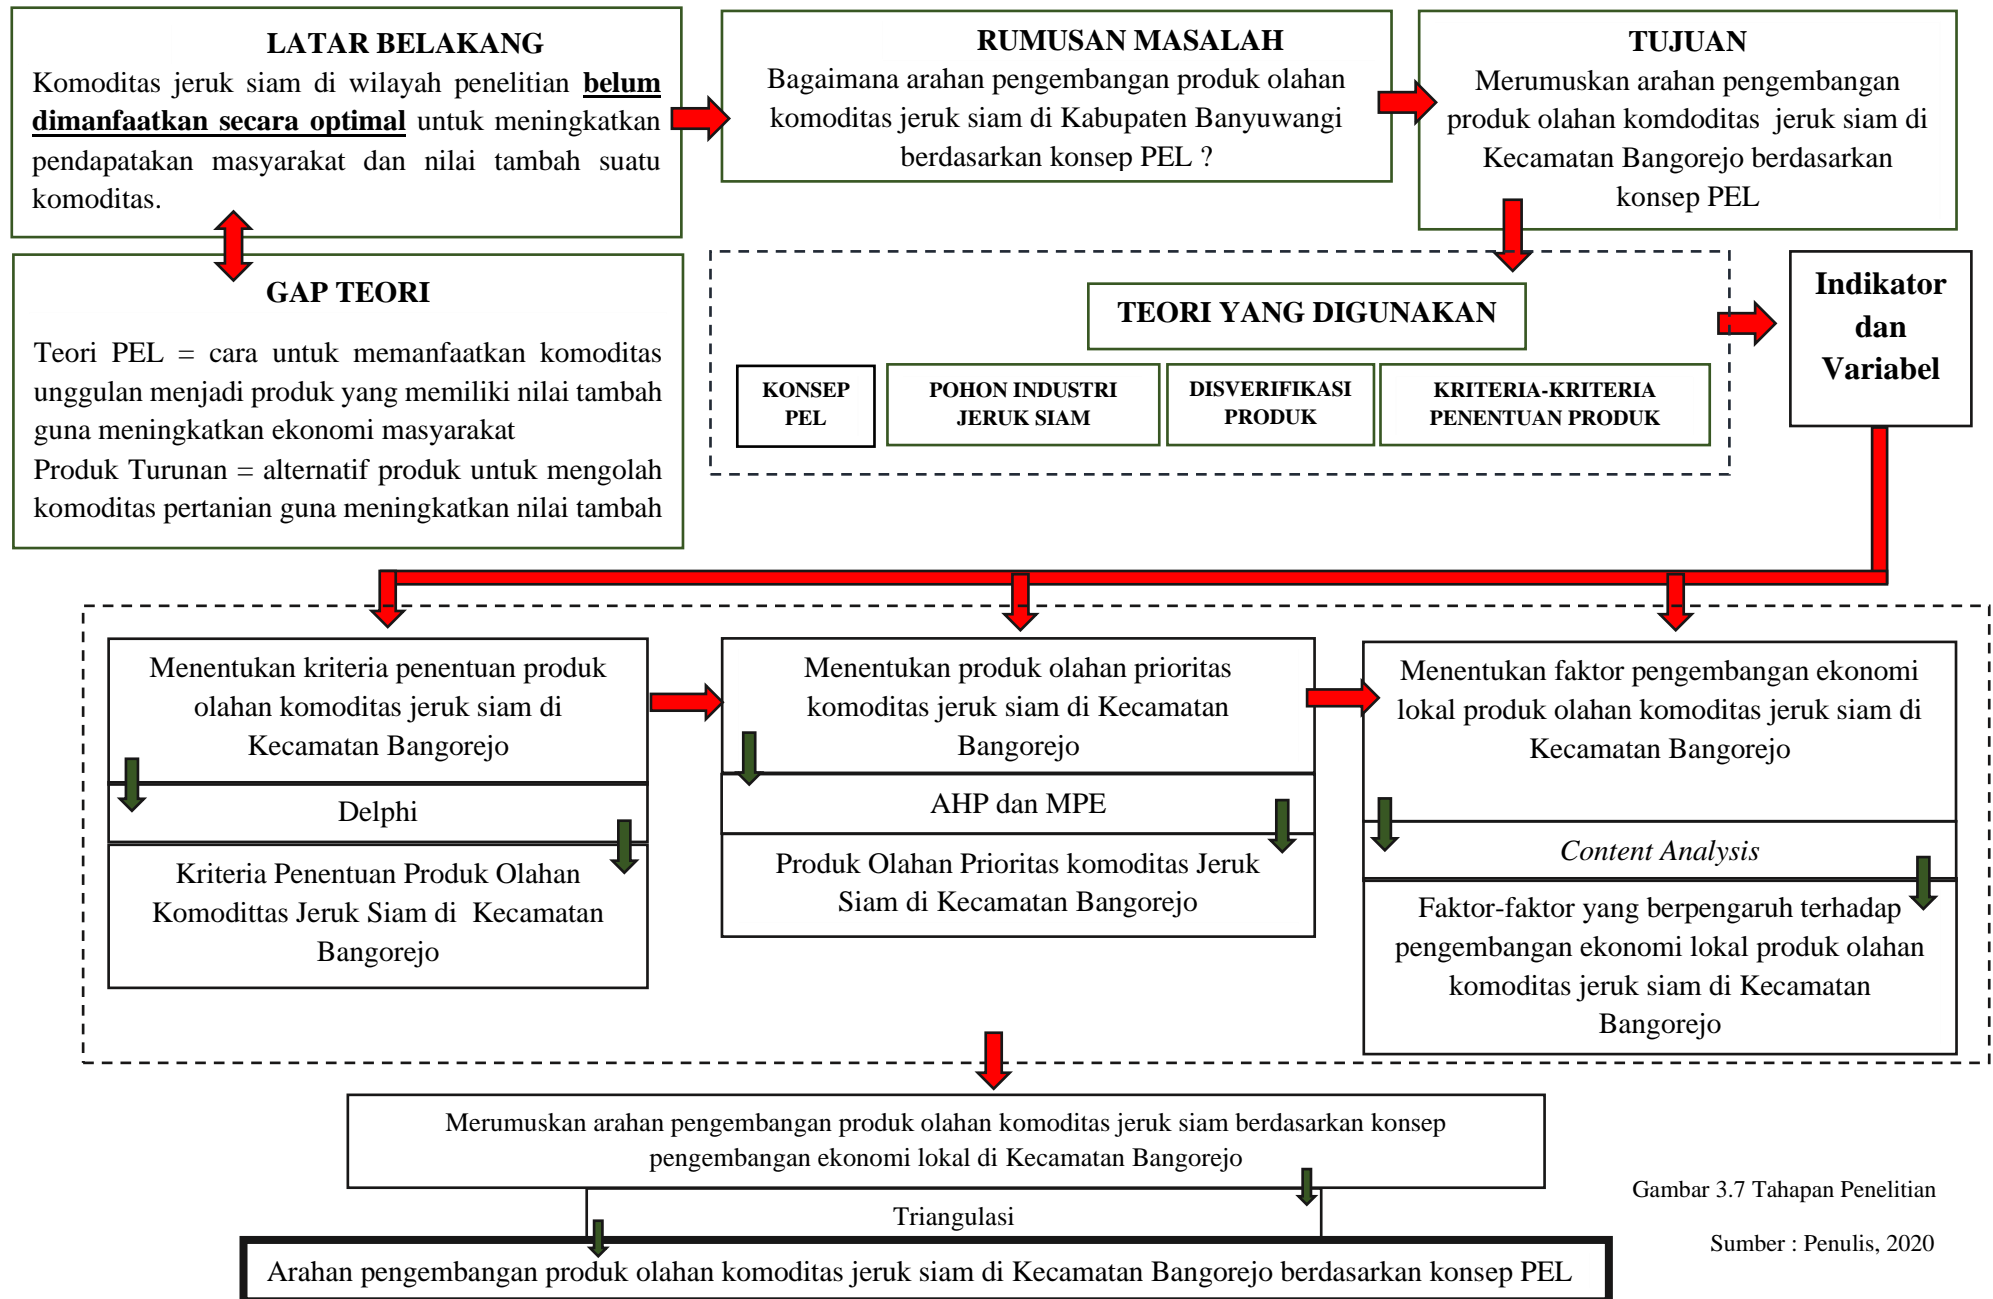 LATAR BELAKANG
Komoditas jeruk siam di wilayah penelitian belum
dimanfaatkan secara optimal untuk meningkatkan
pendapatakan masyarakat dan nilai tambah suatu
komoditas.
RUMUSAN MASALAH
Bagaimana arahan pengembangan produk olahan
komoditas jeruk siam di Kabupaten Banyuwangi
berdasarkan konsep PEL ?
TUJUAN
Merumuskan arahan pengembangan
produk olahan komdoditas jeruk siam di
Kecamatan Bangorejo berdasarkan
konsep PEL
GAP TEORI
Teori PEL = cara untuk memanfaatkan komoditas
unggulan menjadi produk yang memiliki nilai tambah
guna meningkatkan ekonomi masyarakat
Produk Turunan = alternatif produk untuk mengolah
komoditas pertanian guna meningkatkan nilai tambah
TEORI YANG DIGUNAKAN
KONSEP
PEL
POHON INDUSTRI
JERUK SIAM
DISVERIFIKASI
PRODUK
KRITERIA-KRITERIA
PENENTUAN PRODUK
Indikator
dan
Variabel
Menentukan kriteria penentuan produk
olahan komoditas jeruk siam di
Kecamatan Bangorejo
Delphi
Kriteria Penentuan Produk Olahan
Komodittas Jeruk Siam di Kecamatan
Bangorejo
Menentukan produk olahan prioritas
komoditas jeruk siam di Kecamatan
Bangorejo
AHP dan MPE
Produk Olahan Prioritas komoditas Jeruk
Siam di Kecamatan Bangorejo
Menentukan faktor pengembangan ekonomi
lokal produk olahan komoditas jeruk siam di
Kecamatan Bangorejo
Content Analysis
Faktor-faktor yang berpengaruh terhadap
pengembangan ekonomi lokal produk olahan
komoditas jeruk siam di Kecamatan
Bangorejo
Merumuskan arahan pengembangan produk olahan komoditas jeruk siam berdasarkan konsep
pengembangan ekonomi lokal di Kecamatan Bangorejo
Triangulasi
Arahan pengembangan produk olahan komoditas jeruk siam di Kecamatan Bangorejo berdasarkan konsep PEL
Gambar 3.7 Tahapan Penelitian
Sumber : Penulis, 2020